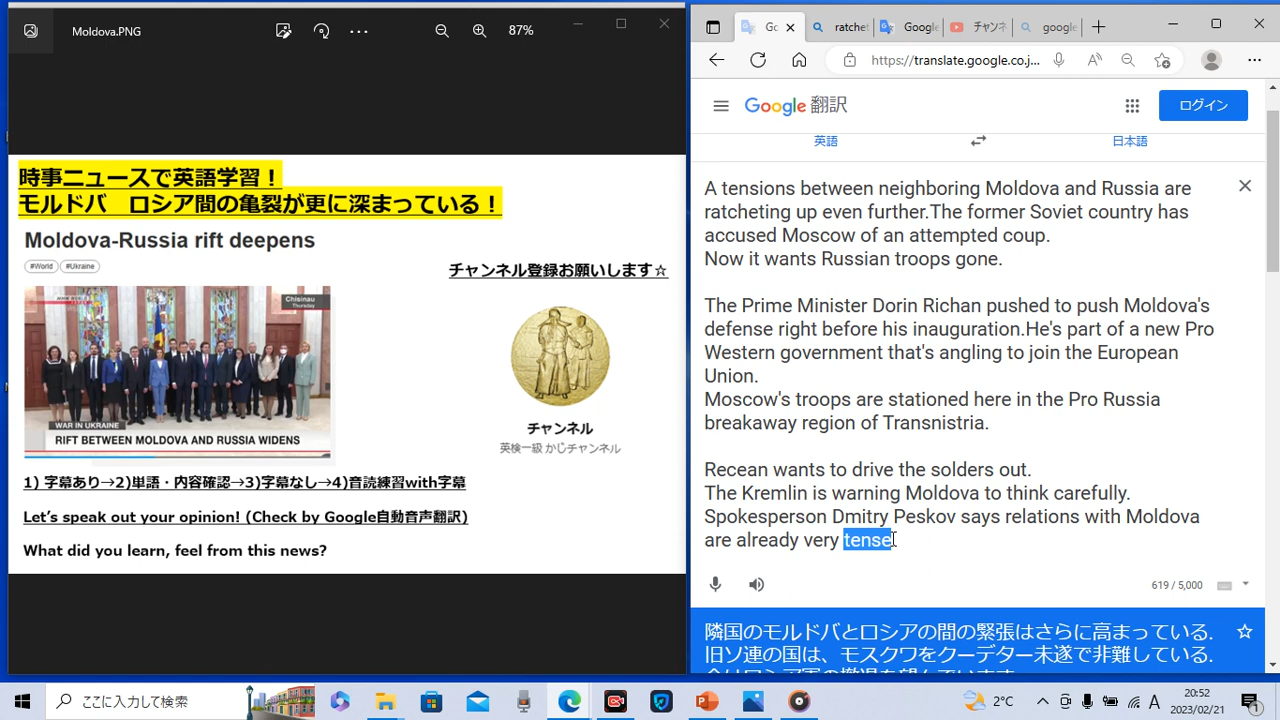 Moldova.PNG
87%
時事ニュースで英語学習！
モルドバ　ロシア間の亀裂が更に深まっている！
Moldova-Russia rift deepens
#World #Ukraine
チャンネル登録お願いします☆
NHK WORLD
Chisinau
Thursday
WAR IN UKRAINE
RIFT BETWEEN MOLDOVA AND RUSSIA WIDENS
チャンネル
英検一級 かじチャンネル
1) 字幕あり→2)単語・内容確認→3)字幕なし→4)音読練習with字幕
Let's speak out your opinion! (Check by Google自動音声翻訳)
What did you learn, feel from this news?
Gc
ratchet
Google
チャンネ
google
https://translate.google.co.j...
Google 翻訳
ログイン
英語
日本語
A tensions between neighboring Moldova and Russia are
ratcheting up even further.The former Soviet country has
accused Moscow of an attempted coup.
Now it wants Russian troops gone.
The Prime Minister Dorin Richan pushed to push Moldova's
defense right before his inauguration.He's part of a new Pro
Western government that's angling to join the European
Union.
Moscow's troops are stationed here in the Pro Russia
breakaway region of Transnistria.
Recean wants to drive the solders out.
The Kremlin is warning Moldova to think carefully.
Spokesperson Dmitry Peskov says relations with Moldova
are already very tense
619 / 5,000
隣国のモルドバとロシアの間の緊張はさらに高まっている.
旧ソ連の国は、モスクワをクーデター未遂で非難している.
ここに入力して検索
2°C
A
20:52
2023/02/21
1